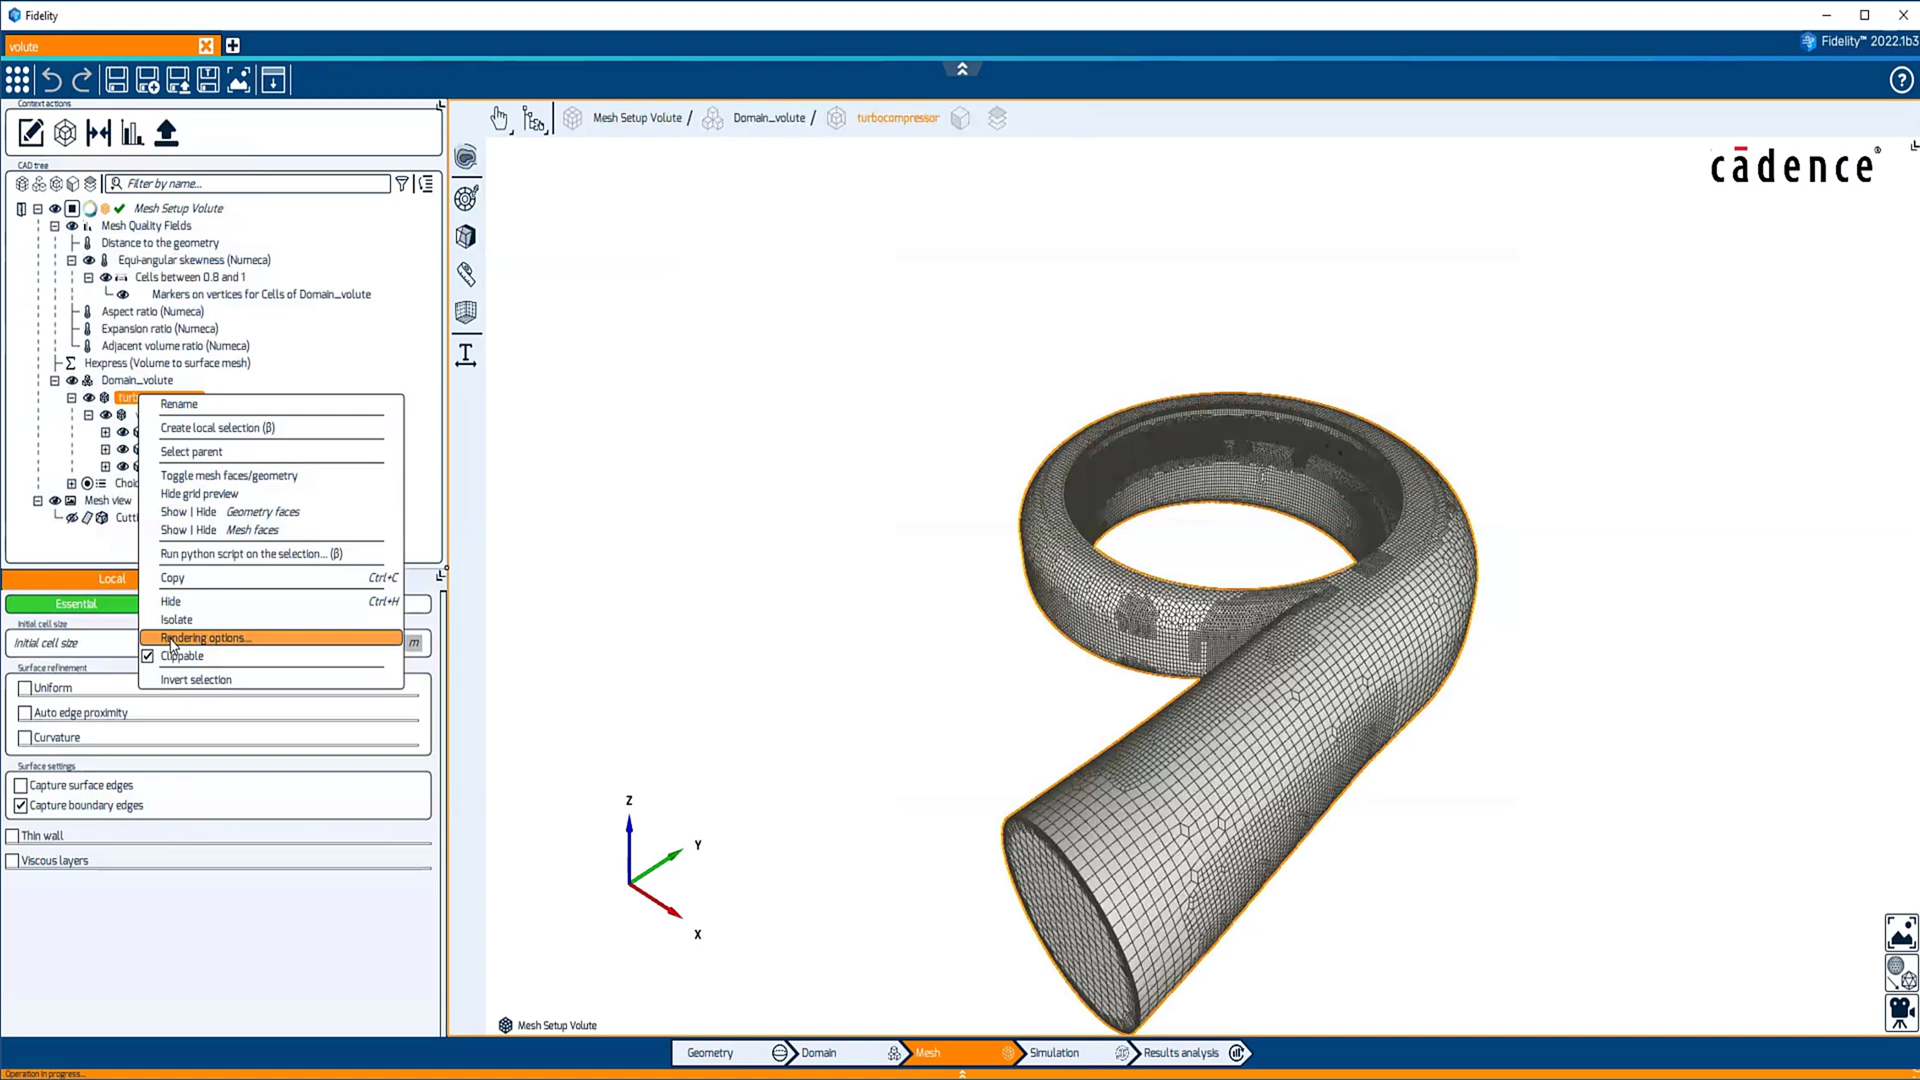 Fidelity
volute
Fidelity™ 2022.1b3
Context actions
CAD tree
Filter by name...
Mesh Setup Volute
Mesh Quality Fields
Distance to the geometry
Equi-angular skewness (Numeca)
Cells between 0.8 and 1
Markers on vertices for Cells of Domain_volute
Aspect ratio (Numeca)
Expansion ratio (Numeca)
Adjacent volume ratio (Numeca)
Hexpress (Volume to surface mesh)
Domain_volute
Mesh view
Rename
Create local selection (β)
Select parent
Toggle mesh faces/geometry
Hide grid preview
Show | Hide Geometry faces
Show | Hide Mesh faces
Run python script on the selection... (β)
Copy Ctrl+C
Hide Ctrl+H
Isolate
Rendering options...
Clippable
Invert selection
Local
Essential
Initial cell size
Initial cell size m
Surface refinement
Uniform
Auto edge proximity
Curvature
Surface settings
Capture surface edges
Capture boundary edges
Thin wall
Viscous layers
Mesh Setup Volute / Domain_volute / turbocompressor
cādence®
Z
Y
X
Mesh Setup Volute
Geometry Domain Mesh Simulation Results analysis
Operation in progress...